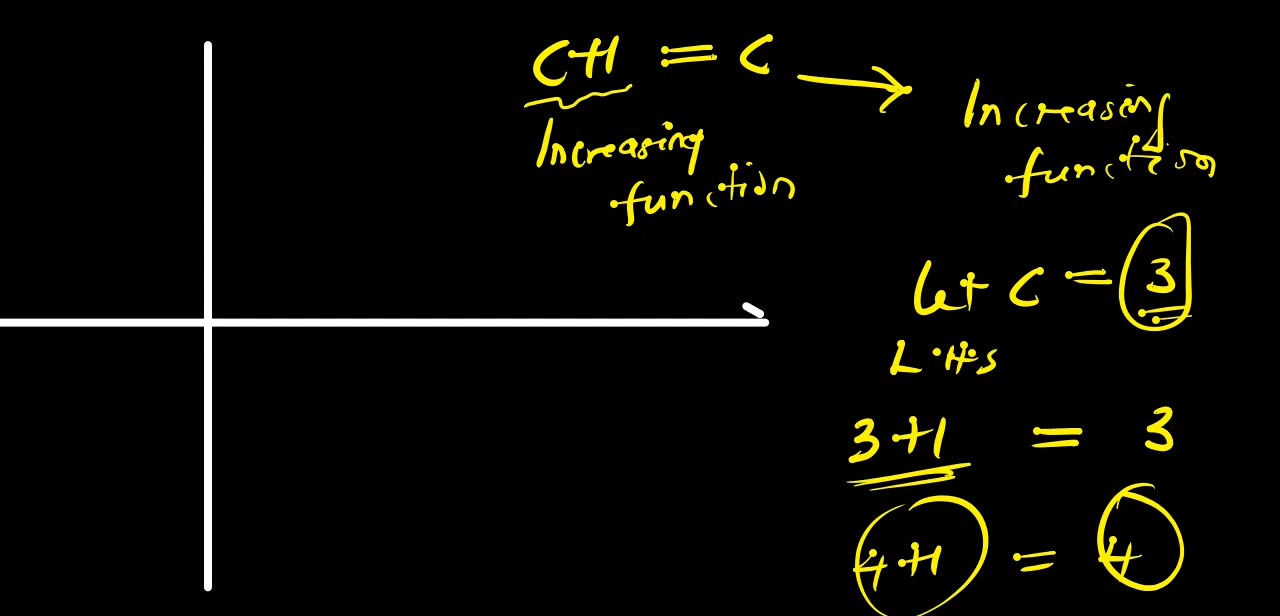 C+1 = C → Increasing function
Increasing
function
let C = 3
L.H.S
3+1 = 3
4+1 = 4